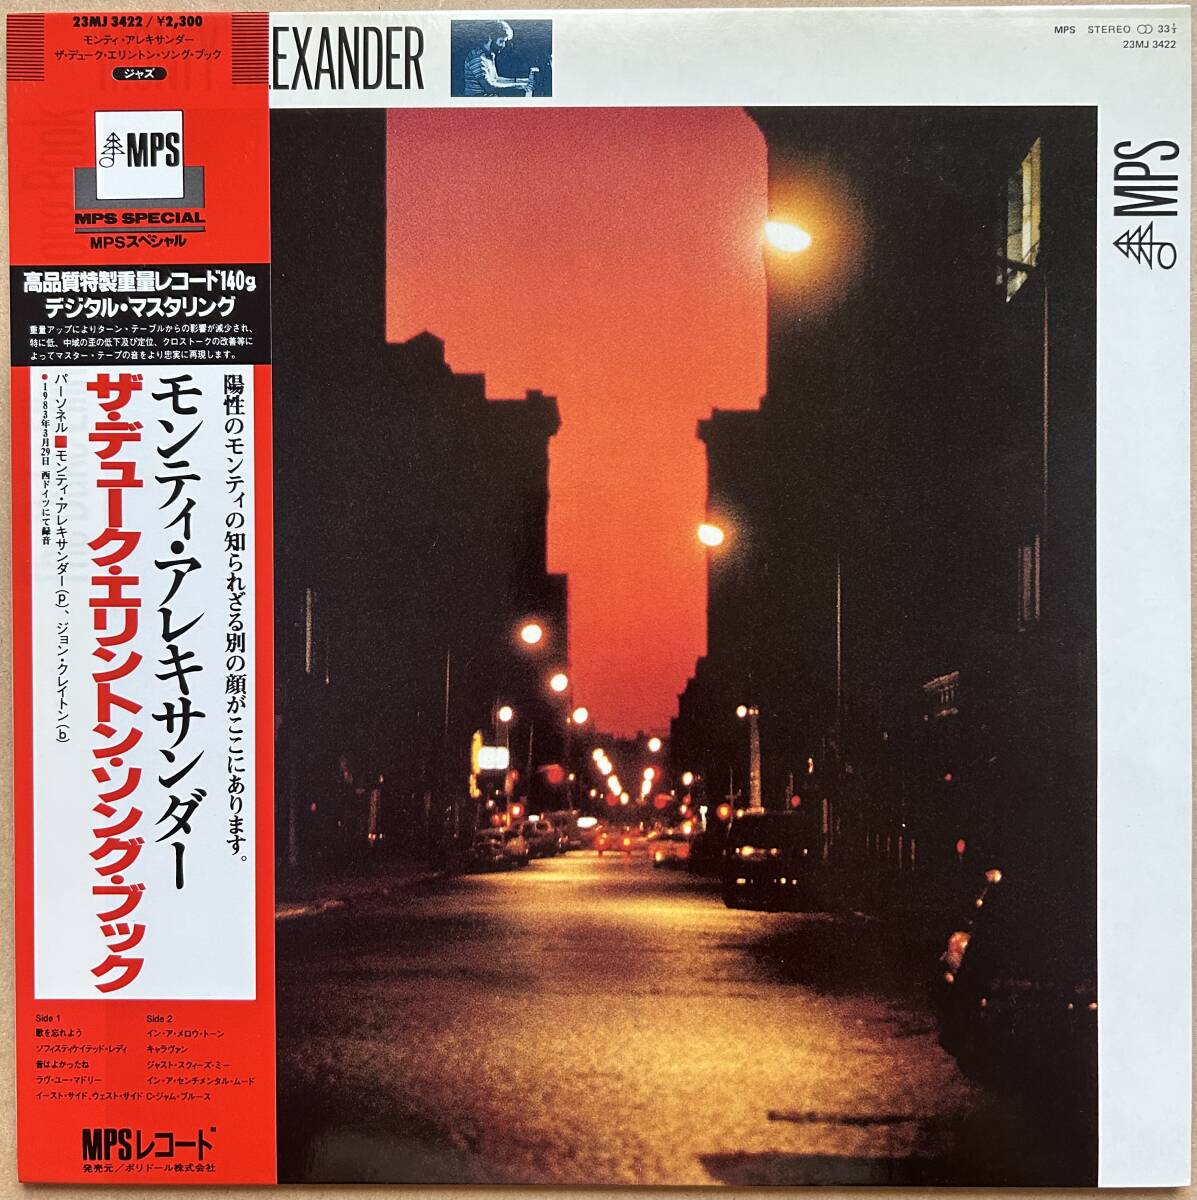 23MJ 3422/¥2,300
モンティ・アレキサンダー
ザ・デューク・エリントン・ソング・ブック
ジャズ
MPS
MPS SPECIAL
MPSスペシャル
高品質特製重量レコード140g
デジタル・マスタリング
重量アップによりターン・テーブルからの影響が減少され、
特に低、中域の歪の低下及び定位、クロストークの改善等に
よってマスター・テープの音をより忠実に再現します。
陽性のモンティの知られざる別の顔がここにあります。
モンティ・アレキサンダー
ザ・デューク・エリントン・ソング・ブック
パーソネル■モンティ・アレキサンダー(p)、ジョン・クレイトン(b)
●1983年3月29日 西ドイツにて録音
Side 1
歌を忘れよう
ソフィスティケイテッド・レディ
昔はよかったね
ラヴ・ユー・マドリー
イースト・サイド、ウェスト・サイド
Side 2
イン・ア・メロウ・トーン
キャラヴァン
ジャスト・スクィーズ・ミー
イン・ア・センチメンタル・ムード
C・ジャム・ブルース
MPSレコード
発売元/ポリドール株式会社
EXANDER
MPS STEREO 33⅓
23MJ 3422
MPS